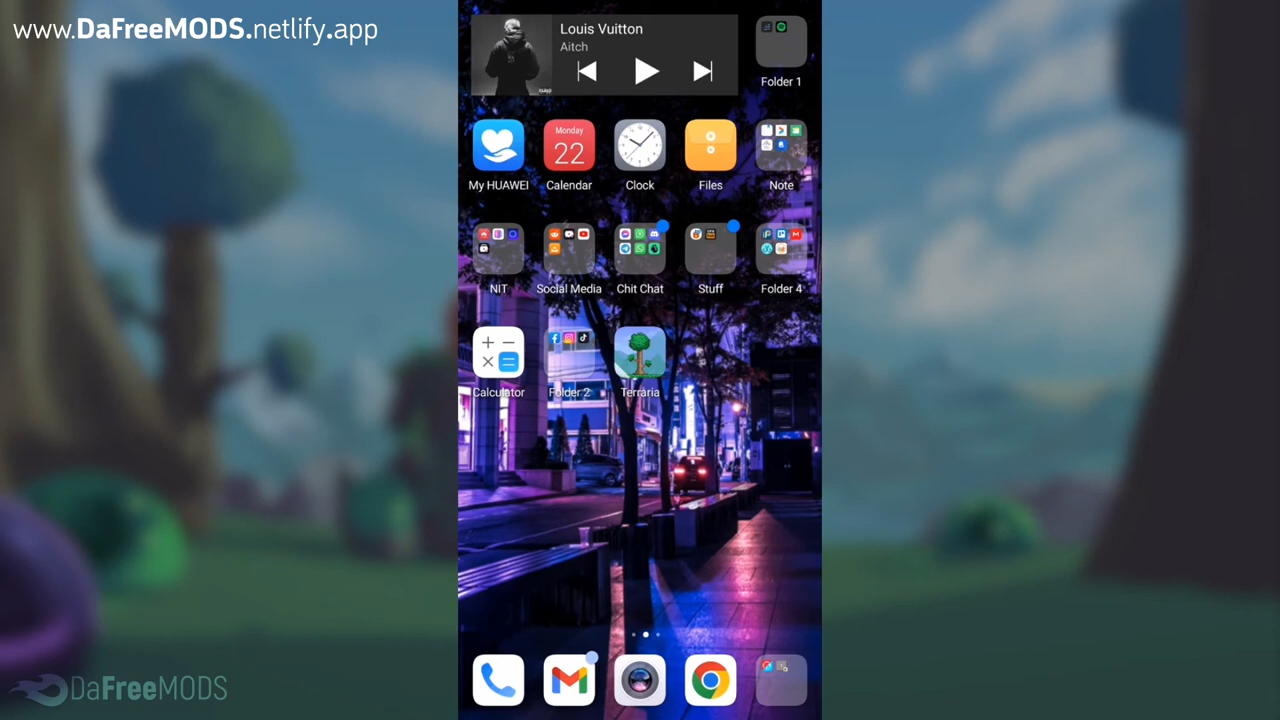 www.DaFreeMODS.netlify.app
Louis Vuitton
Aitch
Folder 1
Monday
22
My HUAWEI
Calendar
Clock
Files
Note
NIT
Social Media
Chit Chat
Stuff
Folder 4
Calculator
Folder 2
Terraria
DaFreeMODS